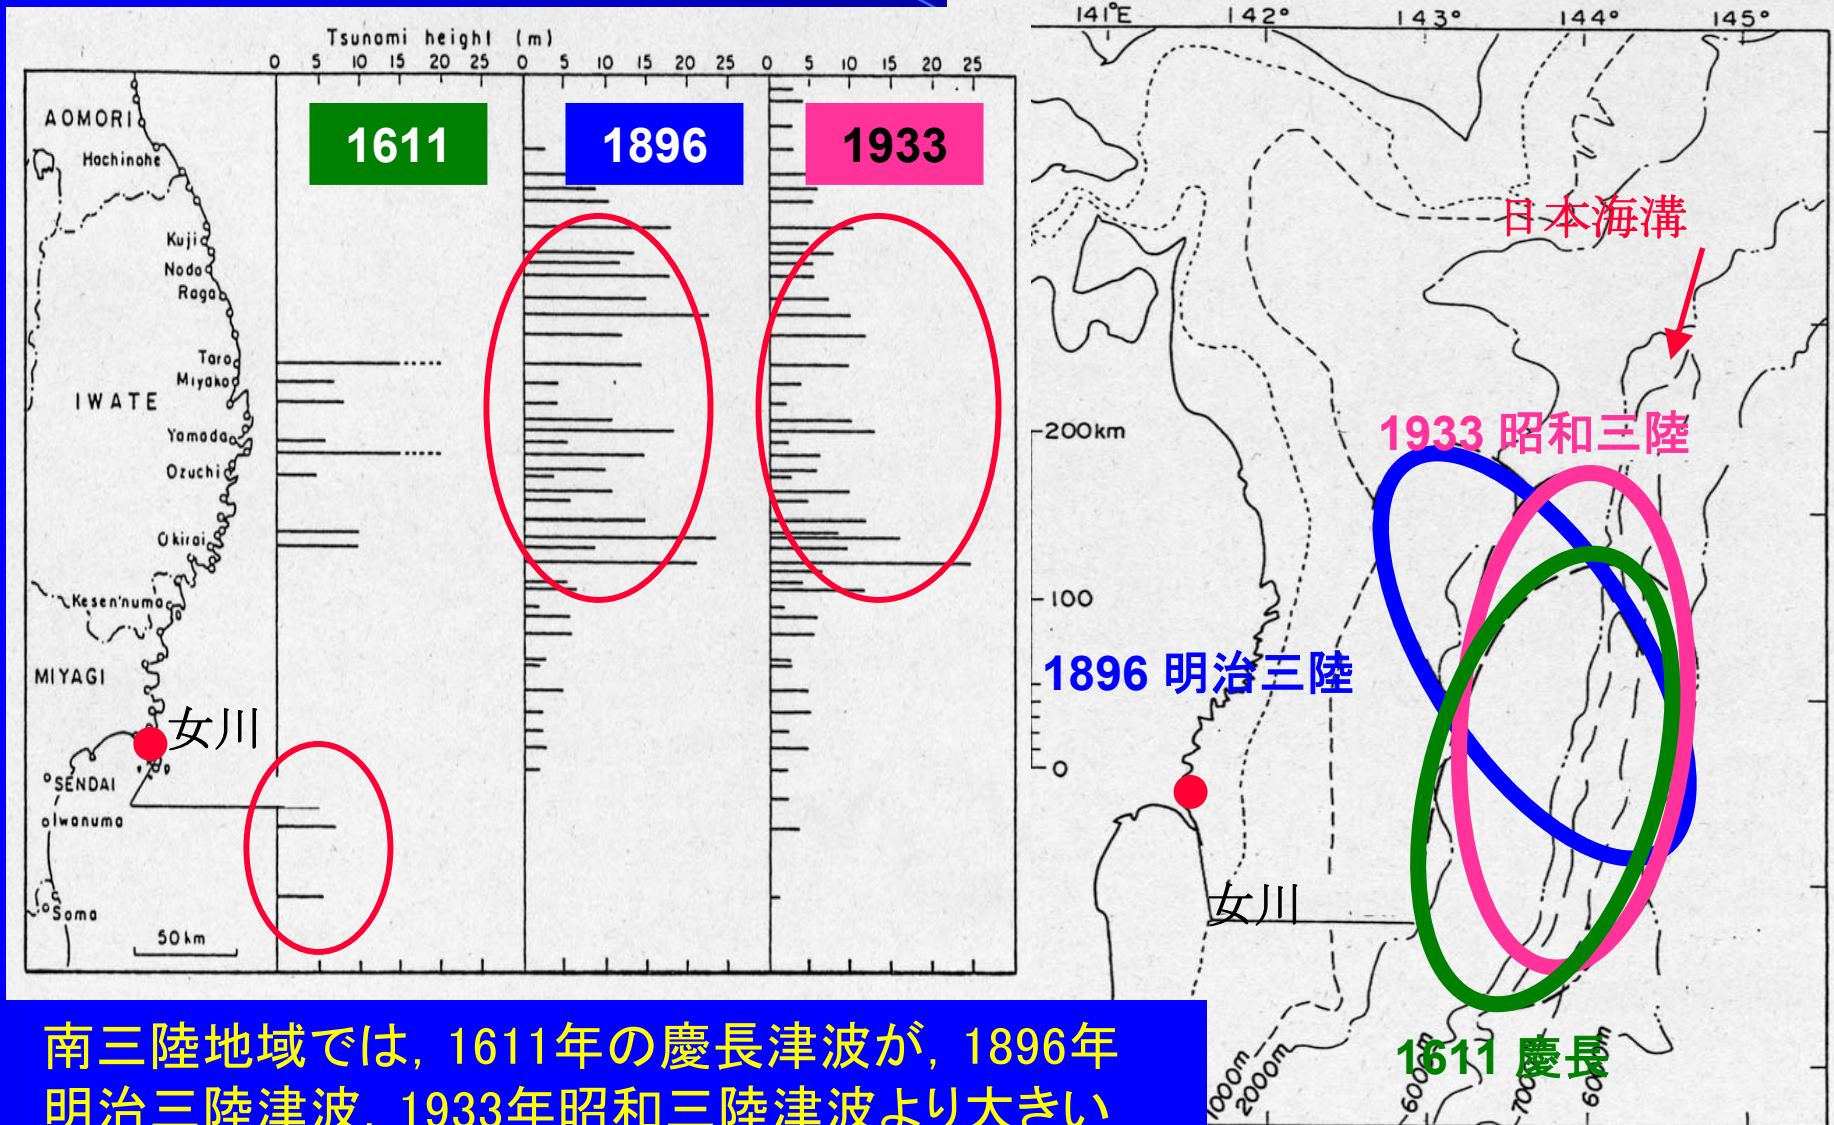 Tsunami height (m)
0 5 10 15 20 25 0 5 10 15 20 25 0 5 10 15 20 25
1611
1896
1933
AOMORI
Hachinohe
Kuji
Noda
Raga
Taro
Miyako
IWATE
Yamada
Ozuchi
Okirai
Kesen'numa
MIYAGI
女川
SENDAI
Iwanuma
Soma
50 km
141°E 142° 143° 144° 145°
日本海溝
200km
1933 昭和三陸
100
1896 明治三陸
0
女川
1611 慶長
1000m
2000m
6000m
7000m
6000m
南三陸地域では，1611年の慶長津波が，1896年
明治三陸津波，1933年昭和三陸津波より大きい